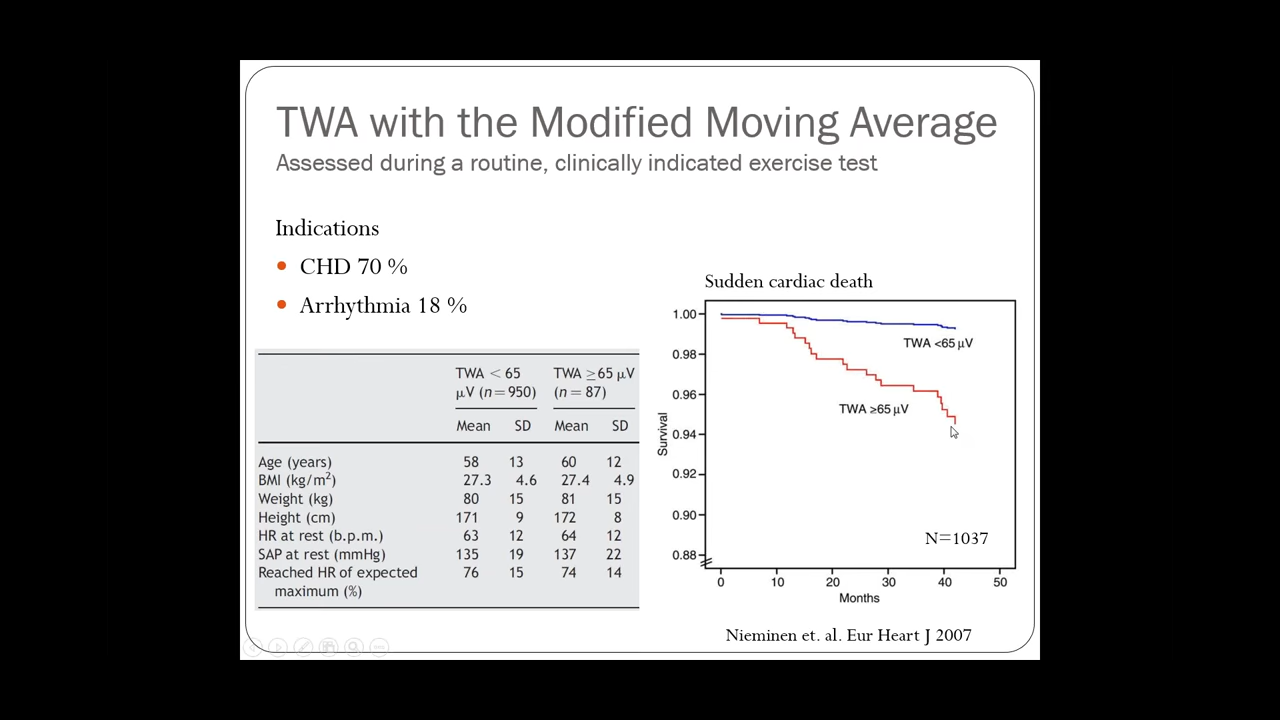 TWA with the Modified Moving Average
Assessed during a routine, clinically indicated exercise test
Indications
• CHD 70 %
• Arrhythmia 18 %
TWA < 65 μV (n = 950) TWA ≥65 μV (n = 87)
Mean SD Mean SD
Age (years) 58 13 60 12
BMI (kg/m²) 27.3 4.6 27.4 4.9
Weight (kg) 80 15 81 15
Height (cm) 171 9 172 8
HR at rest (b.p.m.) 63 12 64 12
SAP at rest (mmHg) 135 19 137 22
Reached HR of expected 76 15 74 14
maximum (%)
Sudden cardiac death
1.00
0.98
0.96
0.94
0.92
0.90
0.88
Survival
TWA <65 μV
TWA ≥65 μV
N=1037
0 10 20 30 40 50
Months
Nieminen et. al. Eur Heart J 2007